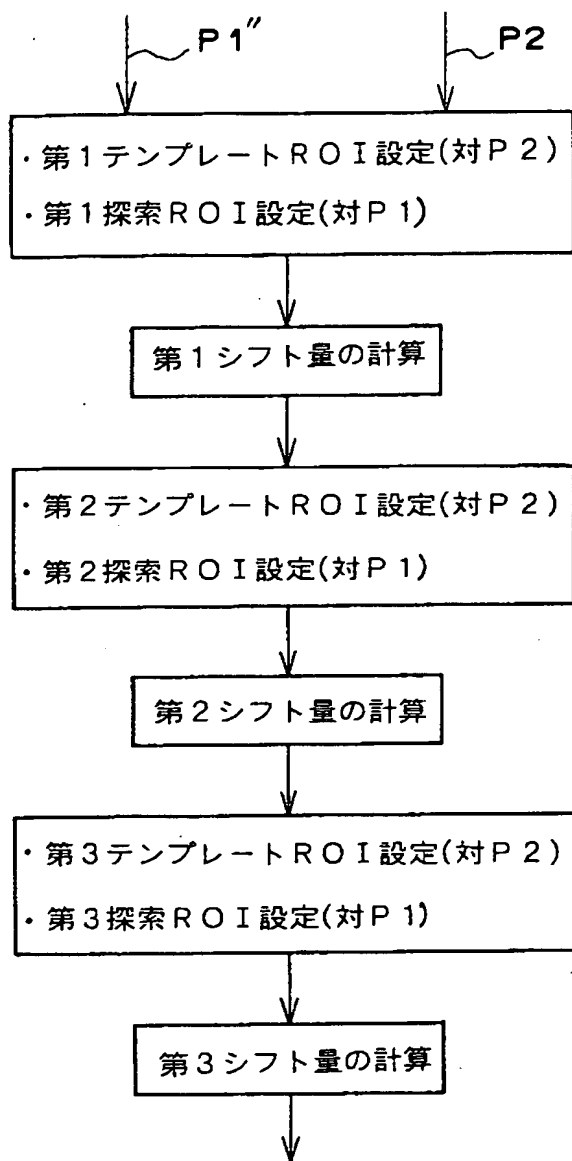 P1″ P2
・第1テンプレートROI設定(対P2)
・第1探索ROI設定(対P1)
第1シフト量の計算
・第2テンプレートROI設定(対P2)
・第2探索ROI設定(対P1)
第2シフト量の計算
・第3テンプレートROI設定(対P2)
・第3探索ROI設定(対P1)
第3シフト量の計算